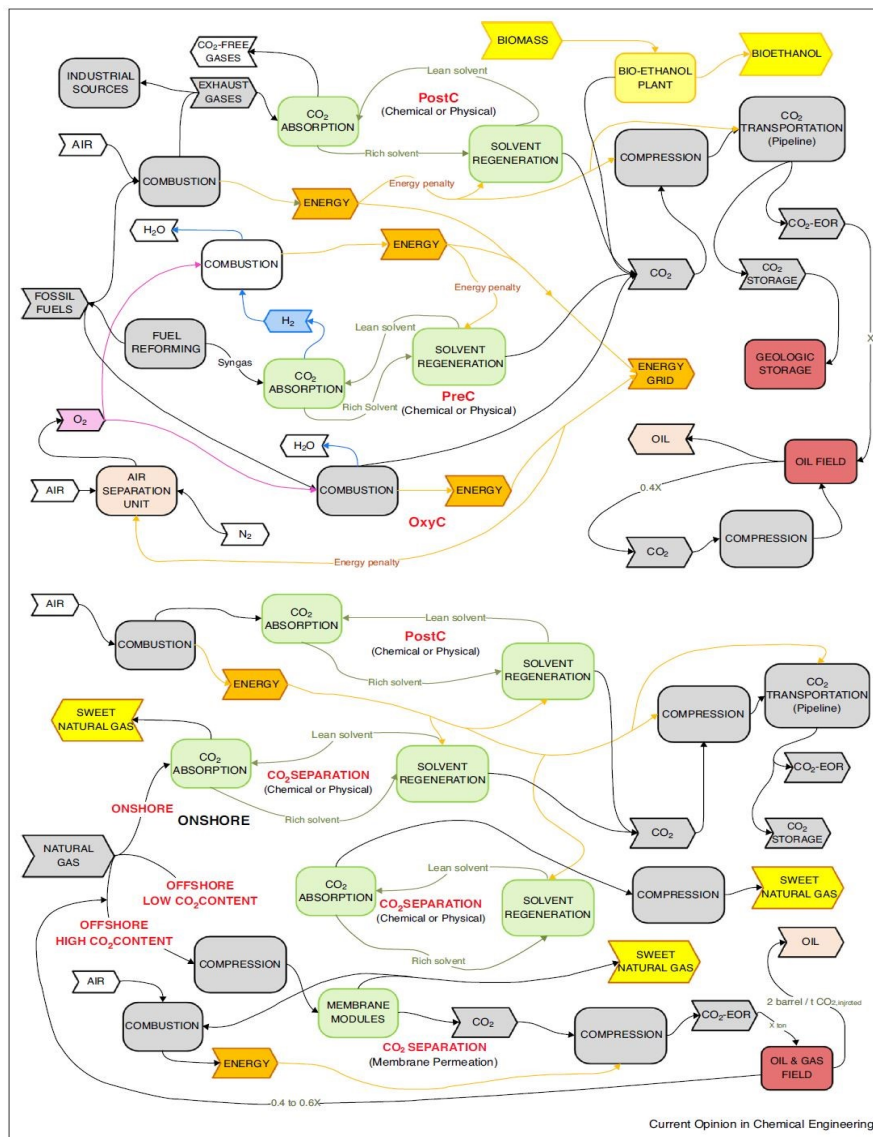 CO2-FREE
GASES
BIOMASS
BIOETHANOL
BIO-ETHANOL
PLANT
INDUSTRIAL
SOURCES
EXHAUST
GASES
Lean solvent
PostC
(Chemical or Physical)
CO2
ABSORPTION
CO2
TRANSPORTATION
(Pipeline)
AIR
Rich solvent
SOLVENT
REGENERATION
COMPRESSION
COMBUSTION
Energy penalty
ENERGY
CO2-EOR
H2O
COMBUSTION
ENERGY
CO2
CO2
STORAGE
Energy penalty
FOSSIL
FUELS
H2
Lean solvent
FUEL
REFORMING
Syngas
SOLVENT
REGENERATION
X
CO2
ABSORPTION
GEOLOGIC
STORAGE
ENERGY
GRID
Rich Solvent
PreC
(Chemical or Physical)
O2
OIL
H2O
OIL FIELD
AIR
AIR
SEPARATION
UNIT
COMBUSTION
ENERGY
0.4X
OxyC
N2
COMPRESSION
CO2
Energy penalty
AIR
CO2
ABSORPTION
Lean solvent
COMBUSTION
PostC
(Chemical or Physical)
SOLVENT
REGENERATION
Rich solvent
ENERGY
CO2
TRANSPORTATION
(Pipeline)
COMPRESSION
SWEET
NATURAL GAS
Lean solvent
CO2
ABSORPTION
CO2SEPARATION
(Chemical or Physical)
SOLVENT
REGENERATION
CO2-EOR
ONSHORE
ONSHORE
Rich solvent
CO2
CO2
STORAGE
NATURAL
GAS
OFFSHORE
LOW CO2CONTENT
Lean solvent
CO2
ABSORPTION
CO2SEPARATION
(Chemical or Physical)
SOLVENT
REGENERATION
COMPRESSION
SWEET
NATURAL GAS
OFFSHORE
HIGH CO2CONTENT
Rich solvent
OIL
SWEET
NATURAL GAS
COMPRESSION
AIR
2 barrel / t CO2,injected
COMBUSTION
MEMBRANE
MODULES
CO2
CO2-EOR
COMPRESSION
X ton
CO2 SEPARATION
(Membrane Permeation)
ENERGY
OIL & GAS
FIELD
0.4 to 0.6X
Current Opinion in Chemical Engineering